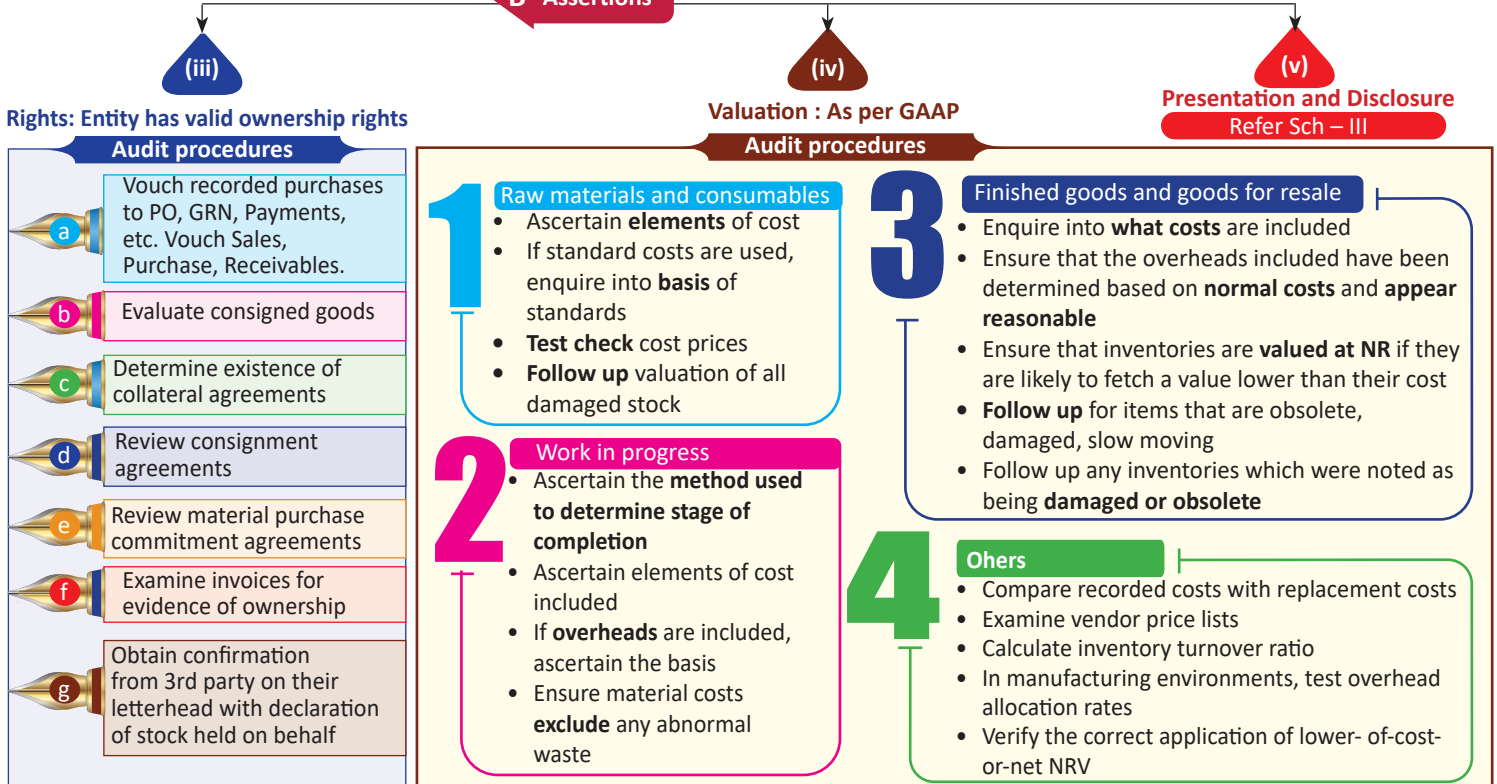 D Assertions
(iii)
Rights: Entity has valid ownership rights
Audit procedures
a
Vouch recorded purchases
to PO, GRN, Payments,
etc. Vouch Sales,
Purchase, Receivables.
b
Evaluate consigned goods
c
Determine existence of
collateral agreements
d
Review consignment
agreements
e
Review material purchase
commitment agreements
f
Examine invoices for
evidence of ownership
g
Obtain confirmation
from 3rd party on their
letterhead with declaration
of stock held on behalf
(iv)
Valuation : As per GAAP
Audit procedures
1
Raw materials and consumables
• Ascertain elements of cost
• If standard costs are used,
enquire into basis of
standards
• Test check cost prices
• Follow up valuation of all
damaged stock
2
Work in progress
• Ascertain the method used
to determine stage of
completion
• Ascertain elements of cost
included
• If overheads are included,
ascertain the basis
• Ensure material costs
exclude any abnormal
waste
3
Finished goods and goods for resale
• Enquire into what costs are included
• Ensure that the overheads included have been
determined based on normal costs and appear
reasonable
• Ensure that inventories are valued at NR if they
are likely to fetch a value lower than their cost
• Follow up for items that are obsolete,
damaged, slow moving
• Follow up any inventories which were noted as
being damaged or obsolete
4
Ohers
• Compare recorded costs with replacement costs
• Examine vendor price lists
• Calculate inventory turnover ratio
• In manufacturing environments, test overhead
allocation rates
• Verify the correct application of lower- of-cost-
or-net NRV
(v)
Presentation and Disclosure
Refer Sch – III